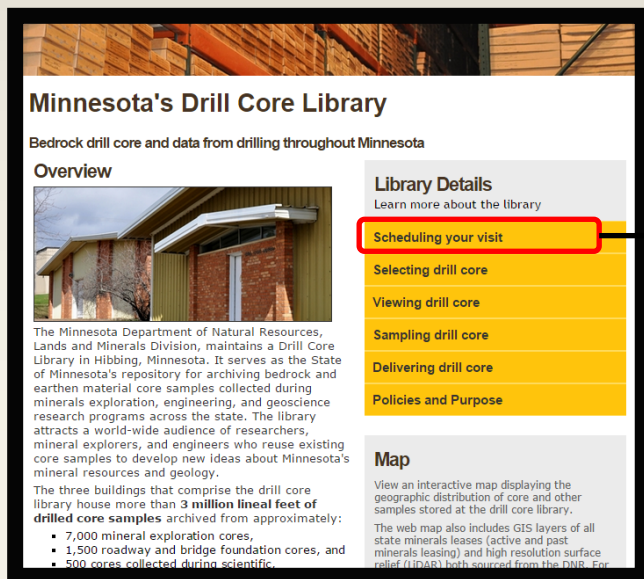 Minnesota's Drill Core Library
Bedrock drill core and data from drilling throughout Minnesota
Overview
The Minnesota Department of Natural Resources,
Lands and Minerals Division, maintains a Drill Core
Library in Hibbing, Minnesota. It serves as the State
of Minnesota's repository for archiving bedrock and
earthen material core samples collected during
minerals exploration, engineering, and geoscience
research programs across the state. The library
attracts a world-wide audience of researchers,
mineral explorers, and engineers who reuse existing
core samples to develop new ideas about Minnesota's
mineral resources and geology.
The three buildings that comprise the drill core
library house more than 3 million lineal feet of
drilled core samples archived from approximately:
▪ 7,000 mineral exploration cores,
▪ 1,500 roadway and bridge foundation cores, and
▪ 500 cores collected during scientific,
Library Details
Learn more about the library
Scheduling your visit
Selecting drill core
Viewing drill core
Sampling drill core
Delivering drill core
Policies and Purpose
Map
View an interactive map displaying the
geographic distribution of core and other
samples stored at the drill core library.
The web map also includes GIS layers of all
state minerals leases (active and past
minerals leasing) and high resolution surface
relief (LiDAR) both sourced from the DNR. For